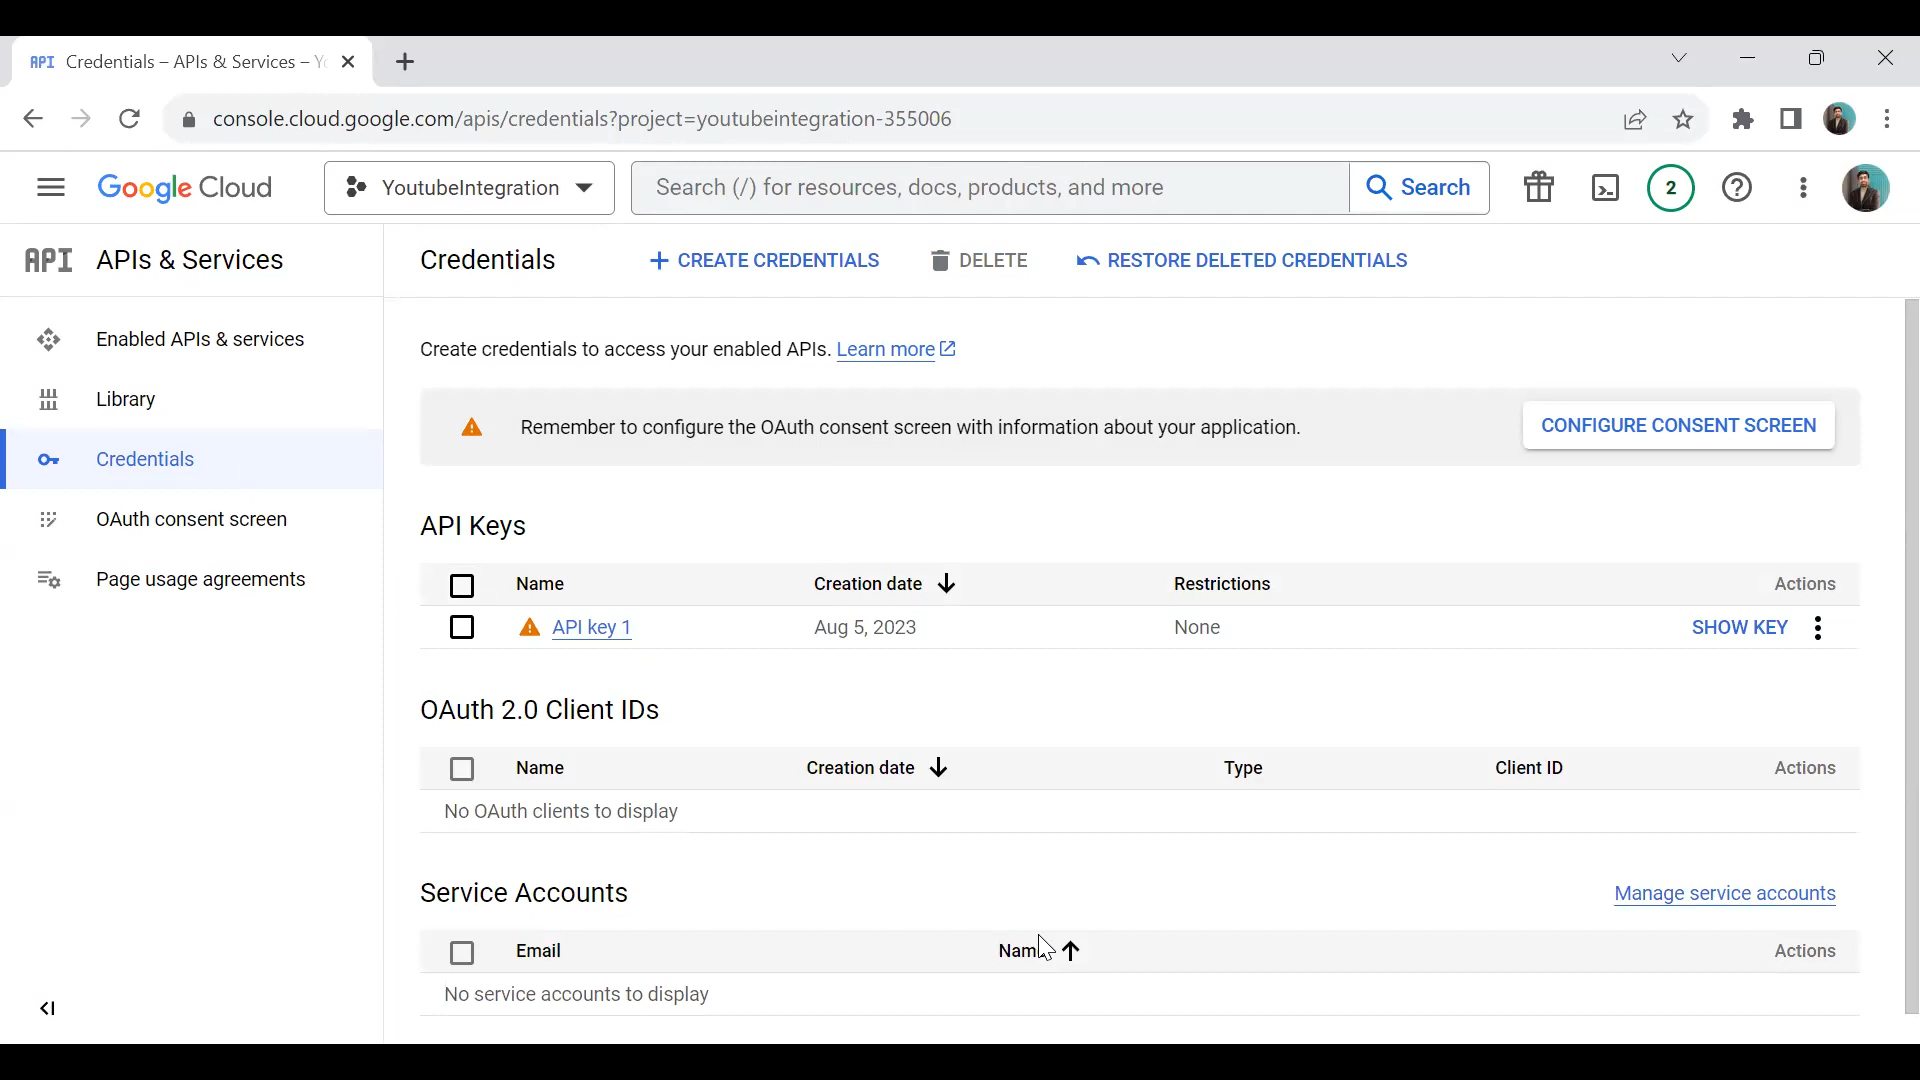 API Credentials – APIs & Services – Yo
console.cloud.google.com/apis/credentials?project=youtubeintegration-355006
Google Cloud YoutubeIntegration Search (/) for resources, docs, products, and more Search 2
API APIs & Services Credentials CREATE CREDENTIALS DELETE RESTORE DELETED CREDENTIALS
Enabled APIs & services
Library
Credentials
OAuth consent screen
Page usage agreements
Create credentials to access your enabled APIs. Learn more
Remember to configure the OAuth consent screen with information about your application. CONFIGURE CONSENT SCREEN
API Keys
Name Creation date Restrictions Actions
API key 1 Aug 5, 2023 None SHOW KEY
OAuth 2.0 Client IDs
Name Creation date Type Client ID Actions
No OAuth clients to display
Service Accounts Manage service accounts
Email Nam Actions
No service accounts to display